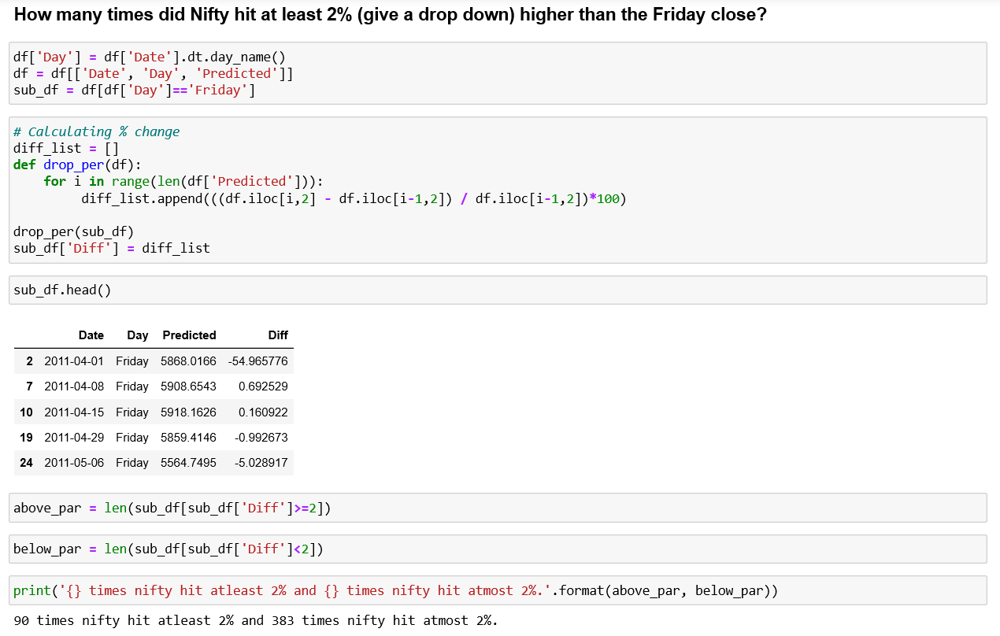 How many times did Nifty hit at least 2% (give a drop down) higher than the Friday close?
df['Day'] = df['Date'].dt.day_name()
df = df[['Date', 'Day', 'Predicted']]
sub_df = df[df['Day']=='Friday']
# Calculating % change
diff_list = []
def drop_per(df):
    for i in range(len(df['Predicted'])):
         diff_list.append(((df.iloc[i,2] - df.iloc[i-1,2]) / df.iloc[i-1,2])*100)
drop_per(sub_df)
sub_df['Diff'] = diff_list
sub_df.head()
Date Day Predicted Diff
2 2011-04-01 Friday 5868.0166 -54.965776
7 2011-04-08 Friday 5908.6543 0.692529
10 2011-04-15 Friday 5918.1626 0.160922
19 2011-04-29 Friday 5859.4146 -0.992673
24 2011-05-06 Friday 5564.7495 -5.028917
above_par = len(sub_df[sub_df['Diff']>=2])
below_par = len(sub_df[sub_df['Diff']<2])
print('{} times nifty hit atleast 2% and {} times nifty hit atmost 2%.'.format(above_par, below_par))
90 times nifty hit atleast 2% and 383 times nifty hit atmost 2%.